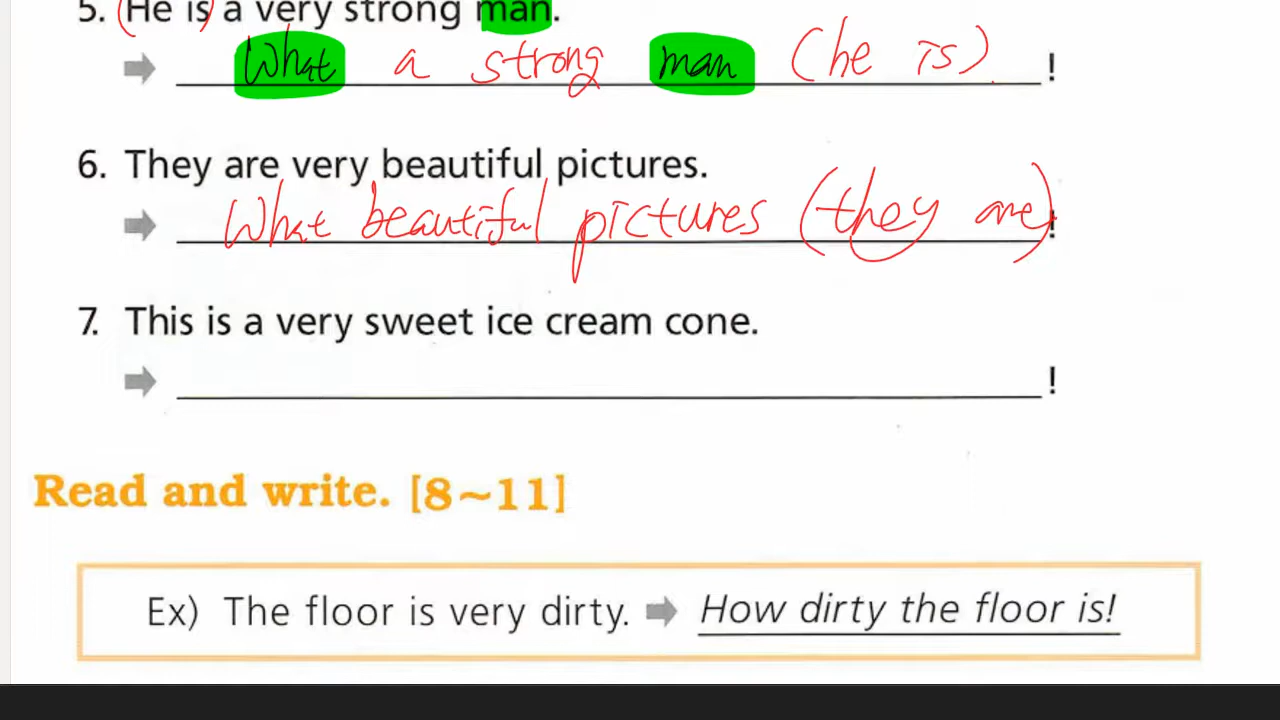 5. (He is) a very strong man.
➡ What a strong man (he is) !
6. They are very beautiful pictures.
➡ What beautiful pictures (they are) !
7. This is a very sweet ice cream cone.
➡ !
Read and write. [8~11]
Ex) The floor is very dirty. ➡ How dirty the floor is!